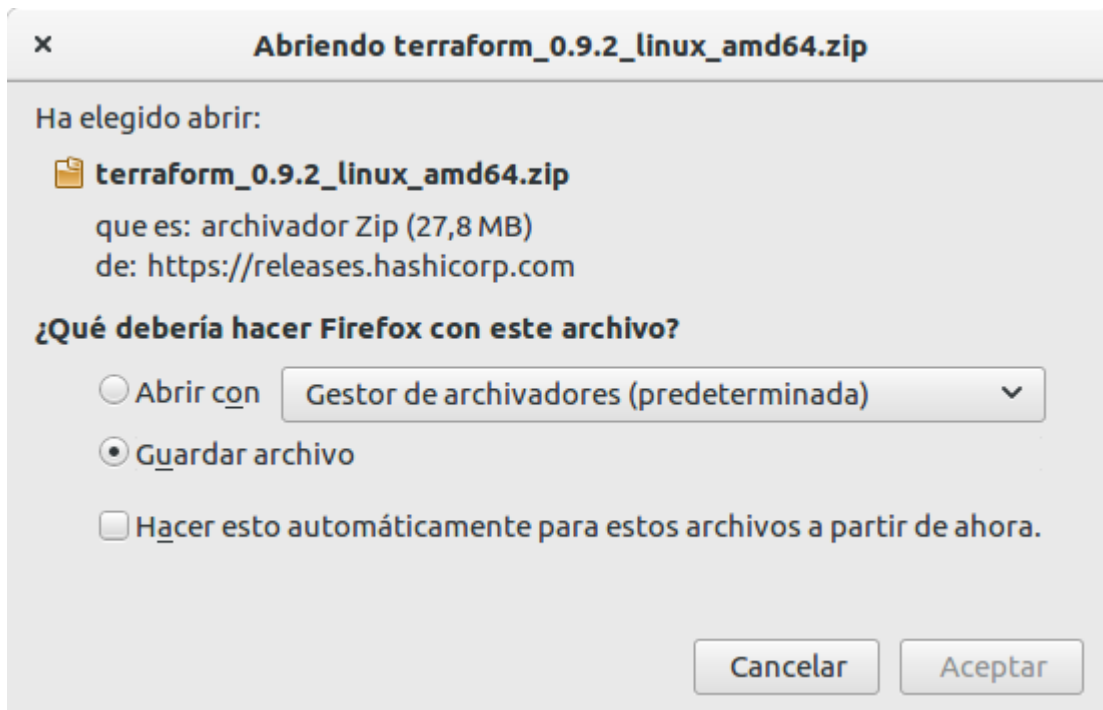 Abriendo terraform_0.9.2_linux_amd64.zip
Ha elegido abrir:
terraform_0.9.2_linux_amd64.zip
que es: archivador Zip (27,8 MB)
de: https://releases.hashicorp.com
¿Qué debería hacer Firefox con este archivo?
Abrir con Gestor de archivadores (predeterminada)
Guardar archivo
Hacer esto automáticamente para estos archivos a partir de ahora.
Cancelar Aceptar